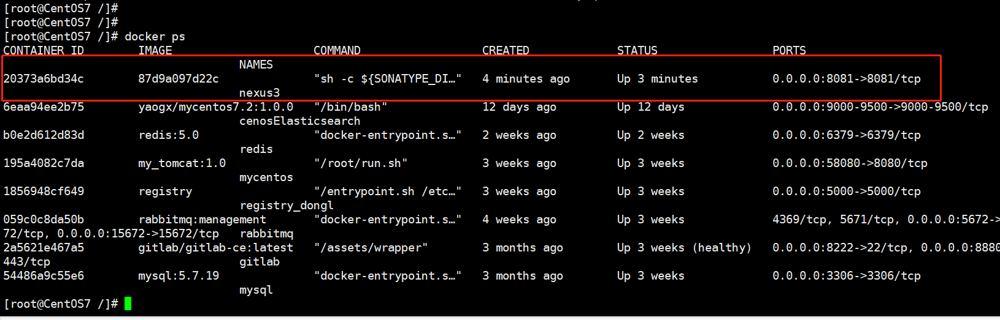 [root@CentOS7 /]#
[root@CentOS7 /]#
[root@CentOS7 /]# docker ps
CONTAINER ID        IMAGE                     COMMAND                  CREATED             STATUS                 PORTS
                                   NAMES
20373a6bd34c        87d9a097d22c              "sh -c ${SONATYPE_DI…"   4 minutes ago       Up 3 minutes           0.0.0.0:8081->8081/tcp
                                   nexus3
6eaa94ee2b75        yaogx/mycentos7.2:1.0.0   "/bin/bash"              12 days ago         Up 12 days             0.0.0.0:9000-9500->9000-9500/tcp
                                   cenosElasticsearch
b0e2d612d83d        redis:5.0                 "docker-entrypoint.s…"   2 weeks ago         Up 2 weeks             0.0.0.0:6379->6379/tcp
                                   redis
195a4082c7da        my_tomcat:1.0             "/root/run.sh"           3 weeks ago         Up 3 weeks             0.0.0.0:58080->8080/tcp
                                   mycentos
1856948cf649        registry                  "/entrypoint.sh /etc…"   3 weeks ago         Up 3 weeks             0.0.0.0:5000->5000/tcp
                                   registry_dongl
059c0c8da50b        rabbitmq:management       "docker-entrypoint.s…"   4 weeks ago         Up 3 weeks             4369/tcp, 5671/tcp, 0.0.0.0:5672->
72/tcp, 0.0.0.0:15672->15672/tcp   rabbitmq
2a5621e467a5        gitlab/gitlab-ce:latest   "/assets/wrapper"        3 months ago        Up 3 weeks (healthy)   0.0.0.0:8222->22/tcp, 0.0.0.0:8880
443/tcp                            gitlab
54486a9c55e6        mysql:5.7.19              "docker-entrypoint.s…"   3 months ago        Up 3 weeks             0.0.0.0:3306->3306/tcp
                                   mysql
[root@CentOS7 /]#